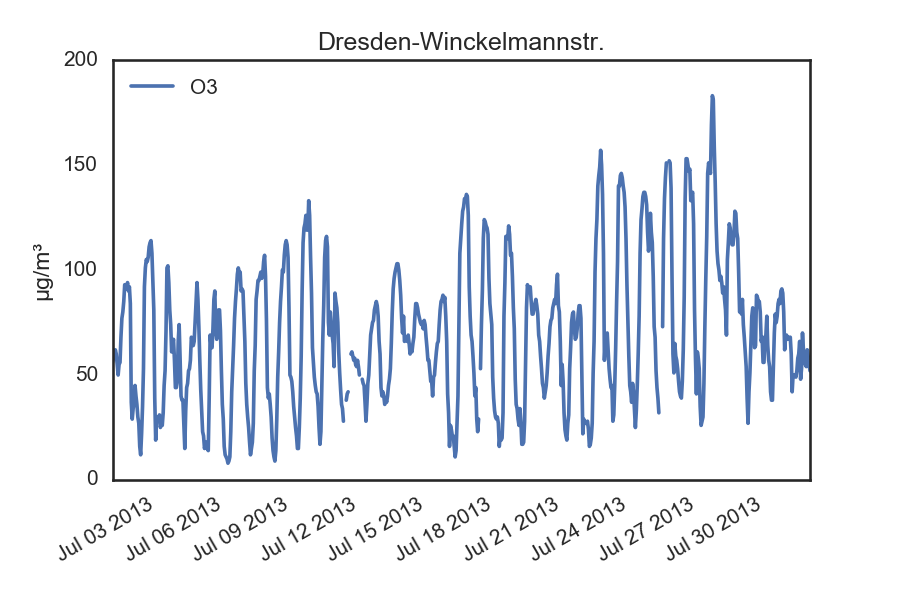 Dresden-Winckelmannstr.
200
150
100
50
0
µg/m³
O3
Jul 03 2013
Jul 06 2013
Jul 09 2013
Jul 12 2013
Jul 15 2013
Jul 18 2013
Jul 21 2013
Jul 24 2013
Jul 27 2013
Jul 30 2013